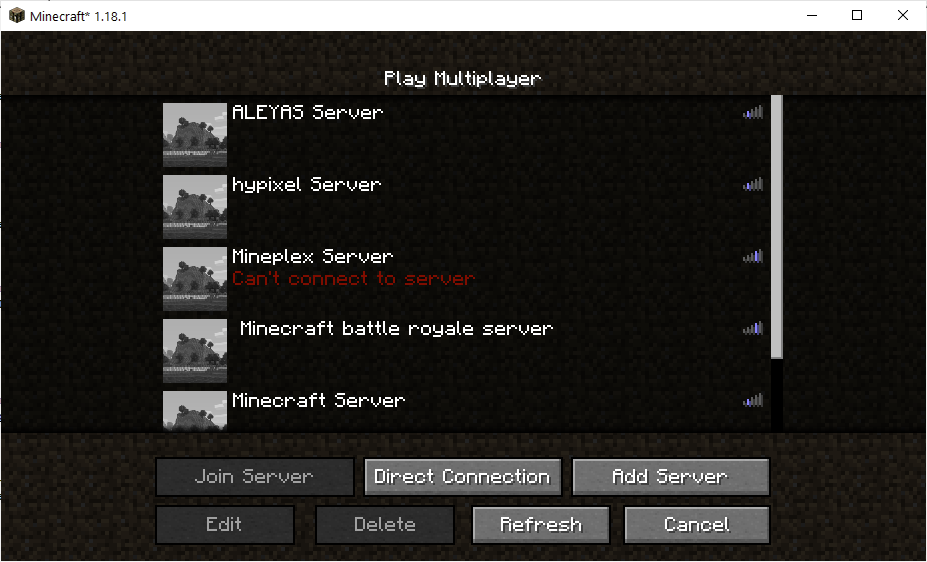 Minecraft* 1.18.1
Play Multiplayer
ALEYAS Server
hypixel Server
Mineplex Server
Can't connect to server
Minecraft battle royale server
Minecraft Server
Join Server Direct Connection Add Server
Edit Delete Refresh Cancel